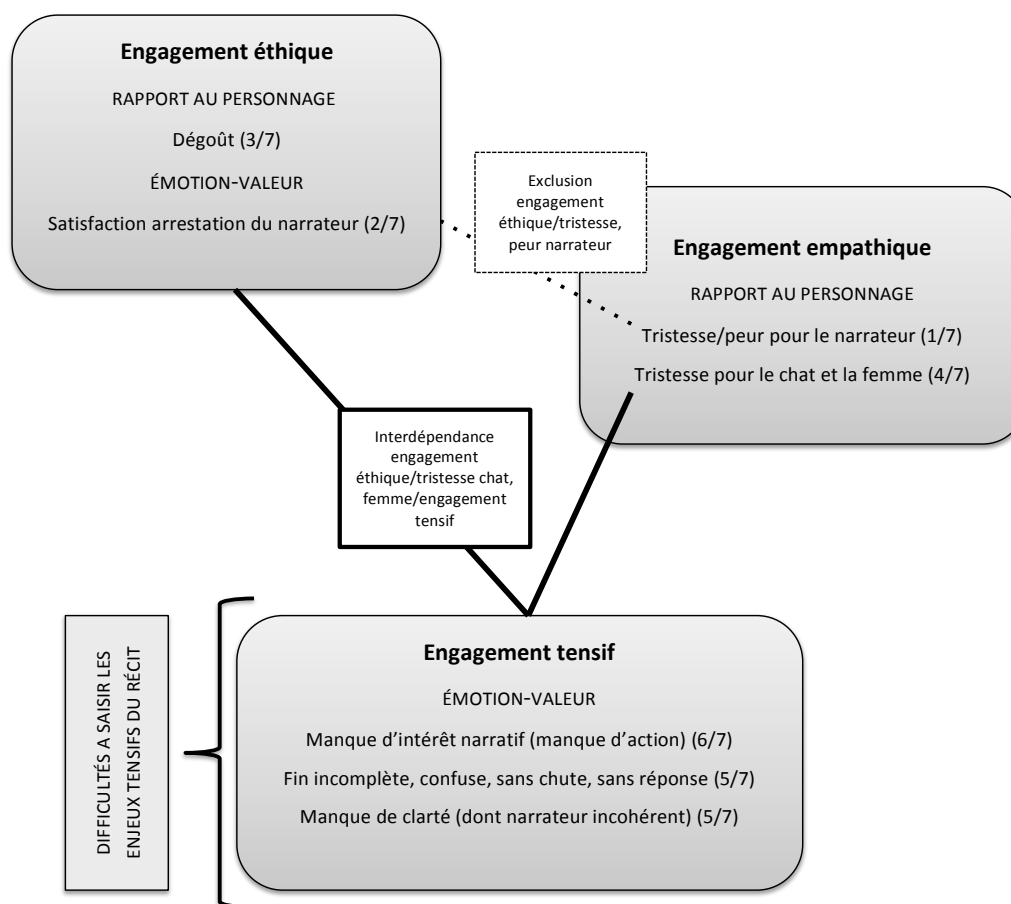 Engagement éthique
RAPPORT AU PERSONNAGE
Dégoût (3/7)
ÉMOTION-VALEUR
Satisfaction arrestation du narrateur (2/7)
Exclusion
engagement
éthique/tristesse,
peur narrateur
Engagement empathique
RAPPORT AU PERSONNAGE
Tristesse/peur pour le narrateur (1/7)
Tristesse pour le chat et la femme (4/7)
Interdépendance
engagement
éthique/tristesse chat,
femme/engagement
tensif
DIFFICULTÉS A SAISIR LES
ENJEUX TENSIFS DU RÉCIT
Engagement tensif
ÉMOTION-VALEUR
Manque d’intérêt narratif (manque d’action) (6/7)
Fin incomplète, confuse, sans chute, sans réponse (5/7)
Manque de clarté (dont narrateur incohérent) (5/7)